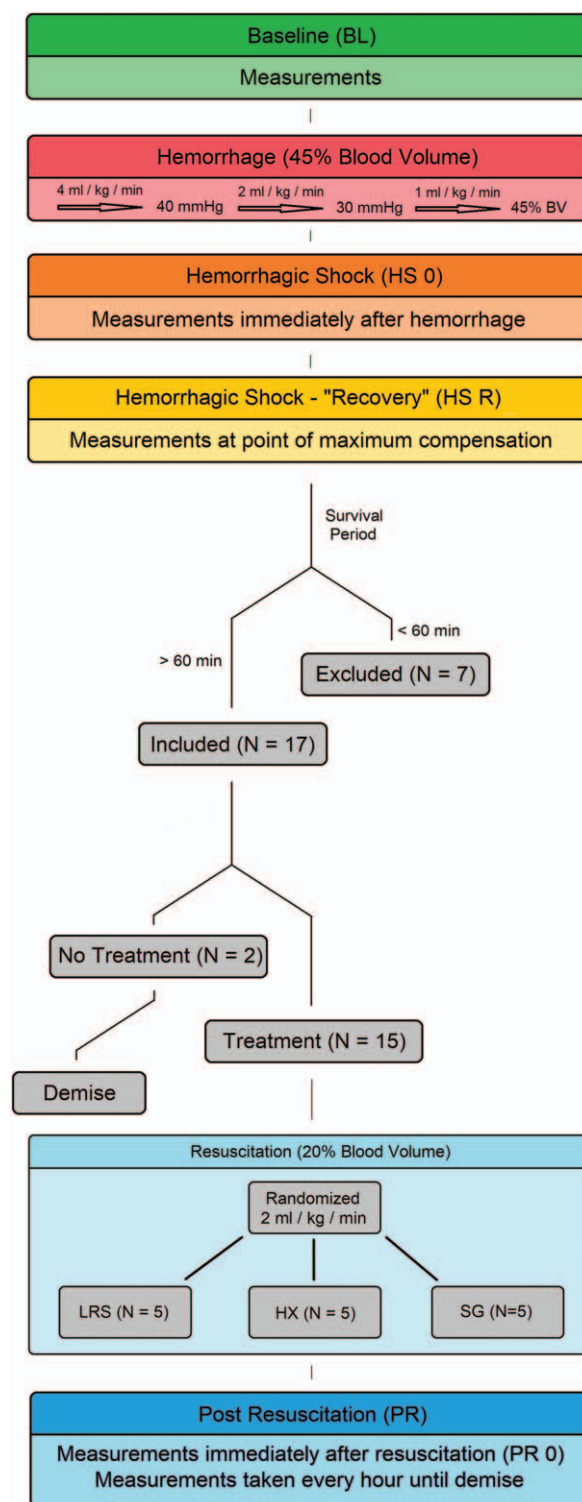 Baseline (BL)
Measurements
Hemorrhage (45% Blood Volume)
4 ml / kg / min 40 mmHg 2 ml / kg/ min 30 mmHg 1 ml / kg/ min 45% BV
Hemorrhagic Shock (HS 0)
Measurements immediately after hemorrhage
Hemorrhagic Shock - "Recovery" (HS R)
Measurements at point of maximum compensation
Survival
Period
< 60 min
> 60 min
Excluded (N = 7)
Included (N = 17)
No Treatment (N = 2)
Treatment (N = 15)
Demise
Resuscitation (20% Blood Volume)
Randomized
2 ml / kg / min
LRS (N = 5) HX (N = 5) SG (N=5)
Post Resuscitation (PR)
Measurements immediately after resuscitation (PR 0)
Measurements taken every hour until demise